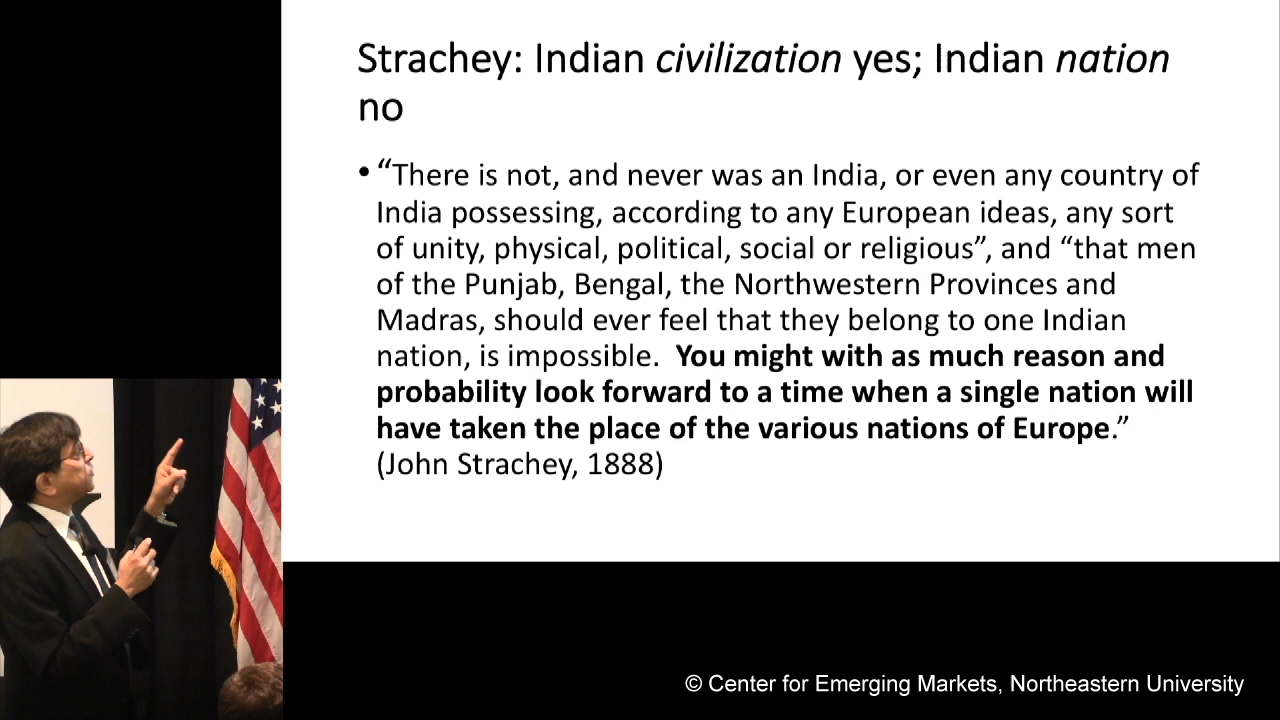 Strachey: Indian civilization yes; Indian nation
no
• “There is not, and never was an India, or even any country of
India possessing, according to any European ideas, any sort
of unity, physical, political, social or religious”, and “that men
of the Punjab, Bengal, the Northwestern Provinces and
Madras, should ever feel that they belong to one Indian
nation, is impossible.  You might with as much reason and
probability look forward to a time when a single nation will
have taken the place of the various nations of Europe.”
(John Strachey, 1888)
© Center for Emerging Markets, Northeastern University